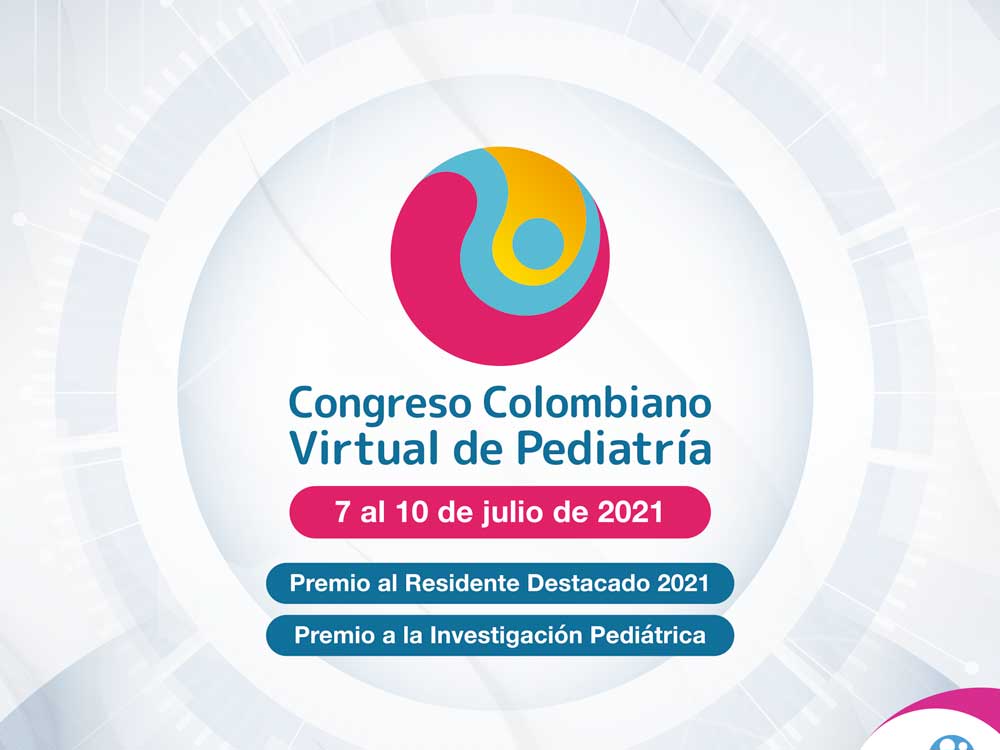 Congreso Colombiano
Virtual de Pediatría
7 al 10 de julio de 2021
Premio al Residente Destacado 2021
Premio a la Investigación Pediátrica